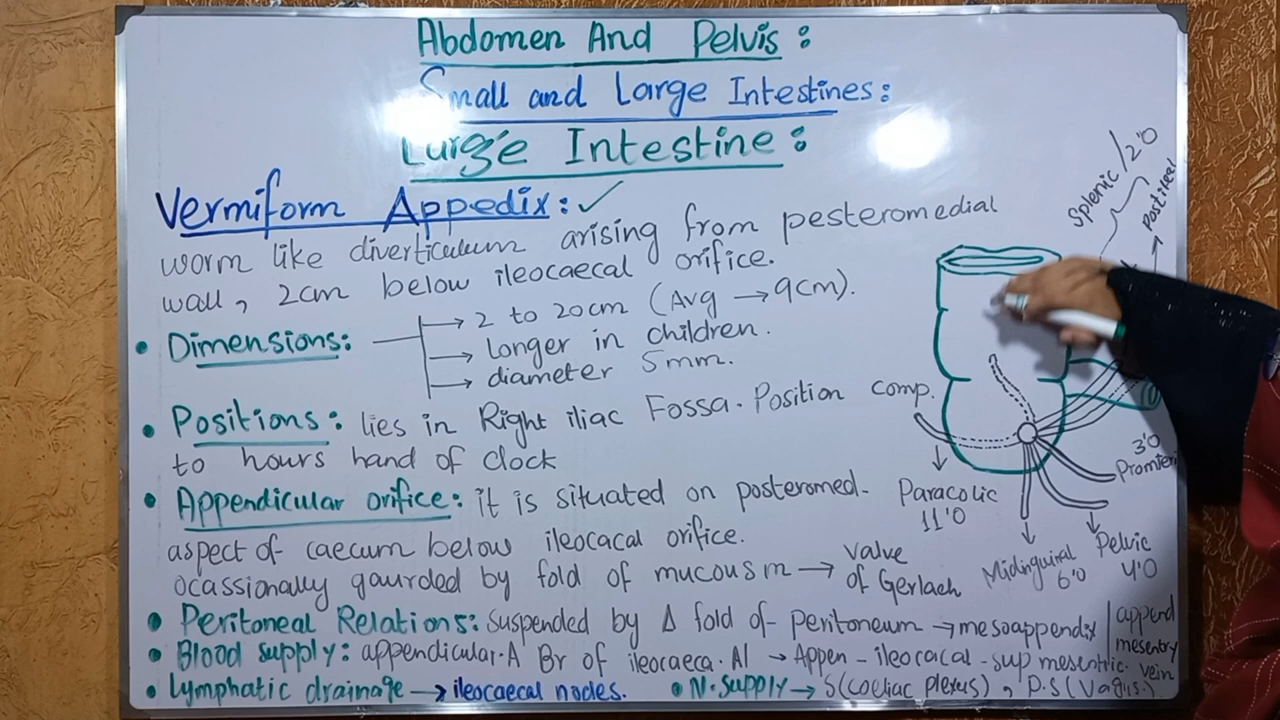 Abdomen And Pelvis:
Small and Large Intestines:
Large Intestine:
Vermiform Appedix: ✓
worm like diverticulum arising from pesteromedial
wall, 2cm below ileocaecal orifice.
• Dimensions: → 2 to 20cm (Avg → 9cm).
→ longer in children.
→ diameter 5mm.
• Positions: lies in Right iliac Fossa. Position comp.
to hours hand of clock
• Appendicular orifice: it is situated on posteromed.
aspect of caecum below ileocacal orifice.
ocassionally gaurded by fold of mucous m → value
of Gerlach
• Peritoneal Relations: Suspended by Δ fold of peritoneum → mesoappendix / append
mesentry
• Blood supply: appendicular.A Br of ileocaeca.Al → Appen - ileocacal - sup mesentric.
vein
• Lymphatic drainage → ileocaecal nodes. • N.supply → S(coeliac plexus), P.S(Vagus.)
Splenic / 2'O
Postileal
3'O
Paracolic
11'O
Midinguiral
6'O
Pelvic
4'O